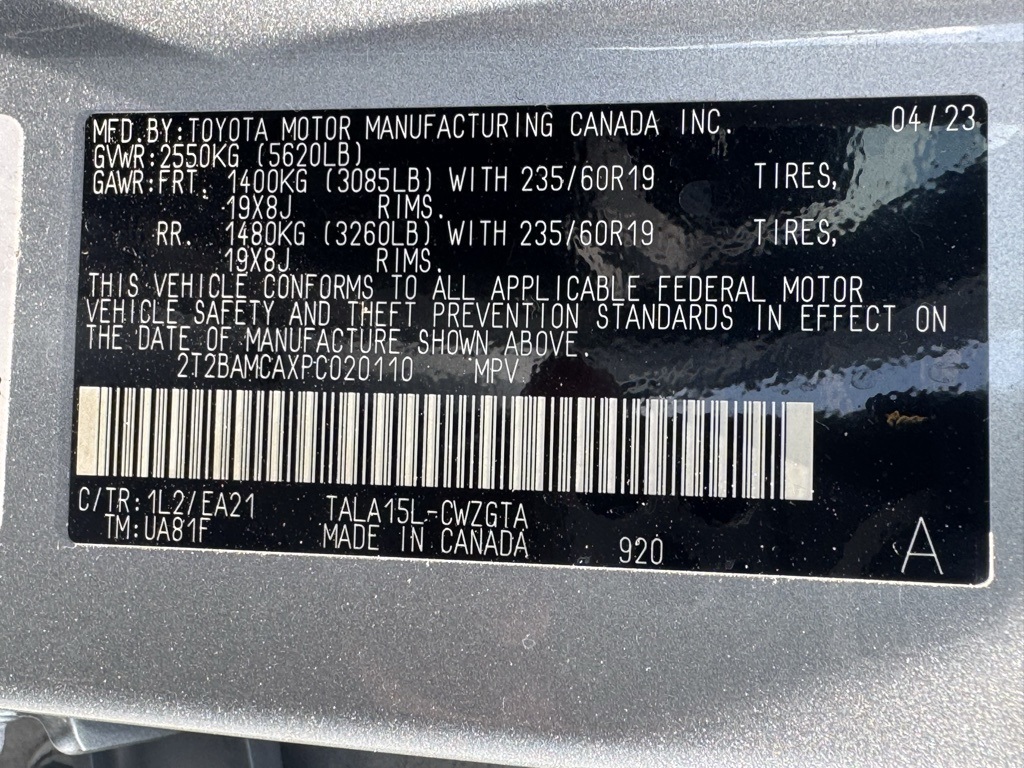 MFD.BY:TOYOTA MOTOR MANUFACTURING CANADA INC. 04/23
GVWR:2550KG (5620LB)
GAWR:FRT. 1400KG (3085LB) WITH 235/60R19 TIRES,
19X8J RIMS.
RR. 1480KG (3260LB) WITH 235/60R19 TIRES,
19X8J RIMS.
THIS VEHICLE CONFORMS TO ALL APPLICABLE FEDERAL MOTOR
VEHICLE SAFETY AND THEFT PREVENTION STANDARDS IN EFFECT ON
THE DATE OF MANUFACTURE SHOWN ABOVE.
2T2BAMCAXPC020110 MPV
C/TR:1L2/EA21 TALA15L-CWZGTA
TM:UA81F MADE IN CANADA 920 A